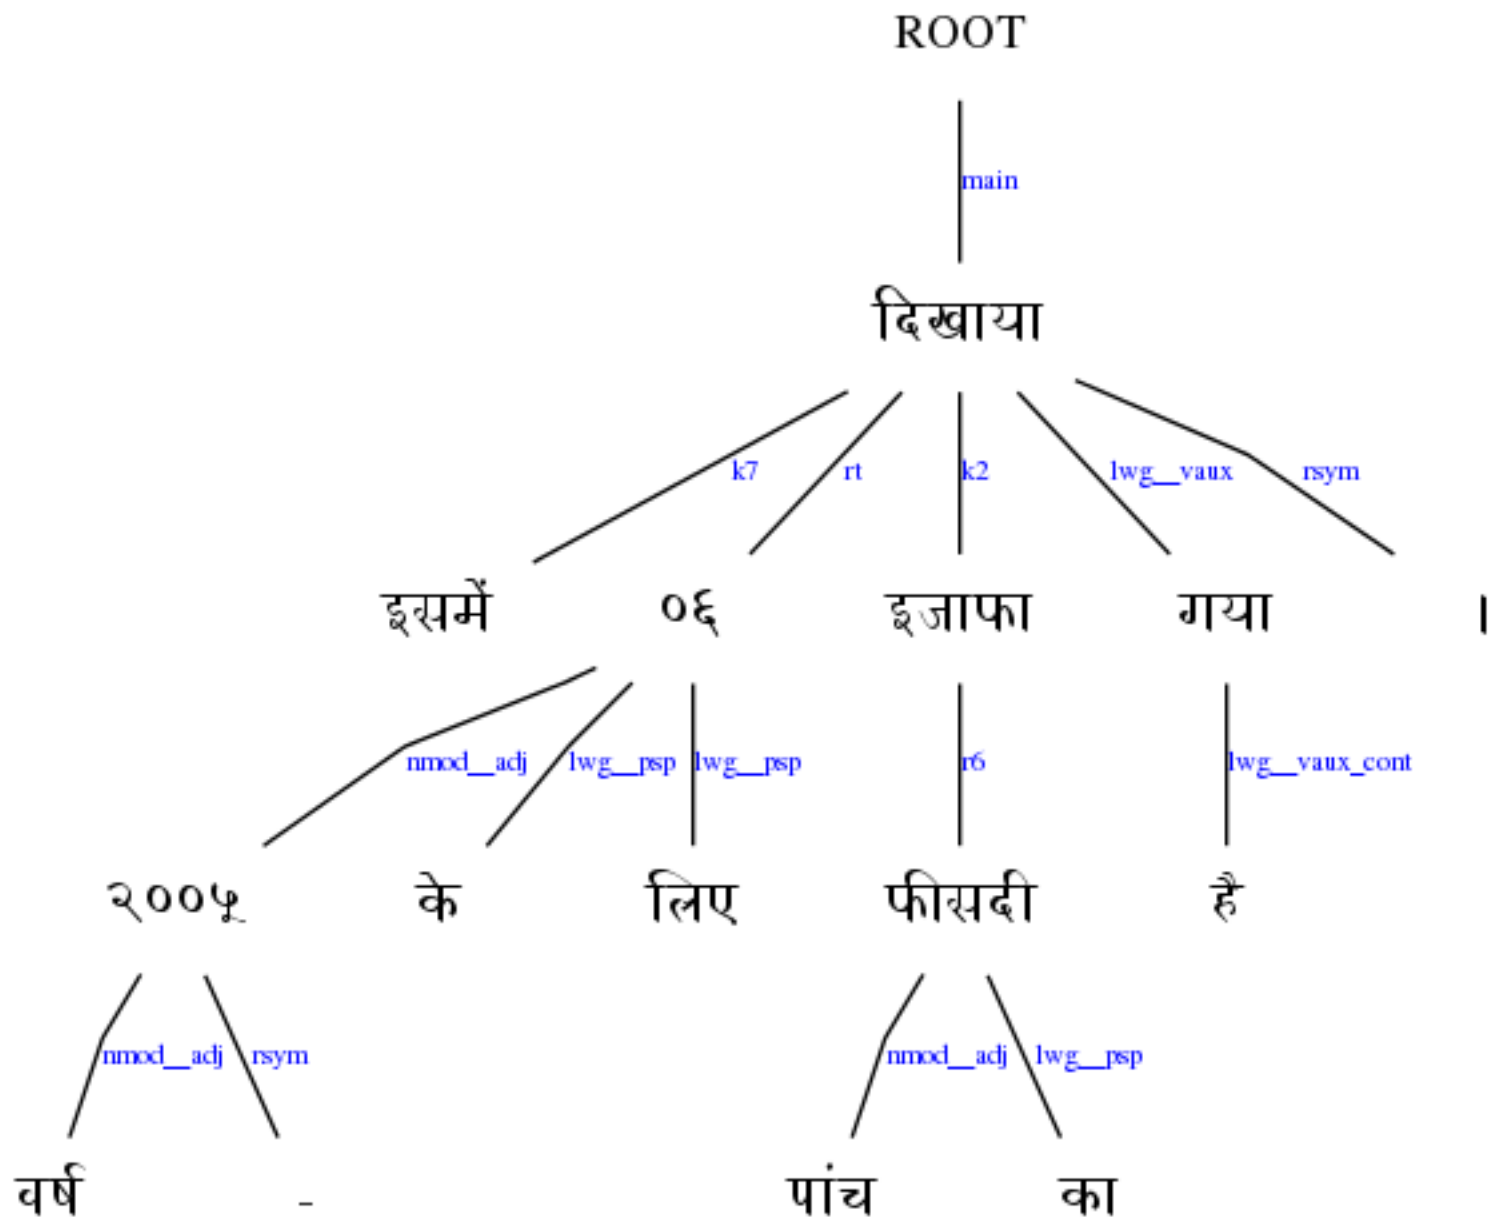 ROOT
main
दिखाया
k7 rt k2 lwg__vaux rsym
इसमें ०६ इजाफा गया ।
nmod__adj lwg__psp lwg__psp r6 lwg__vaux_cont
२००५ के लिए फीसदी है
nmod__adj rsym nmod__adj lwg__psp
वर्ष - पांच का